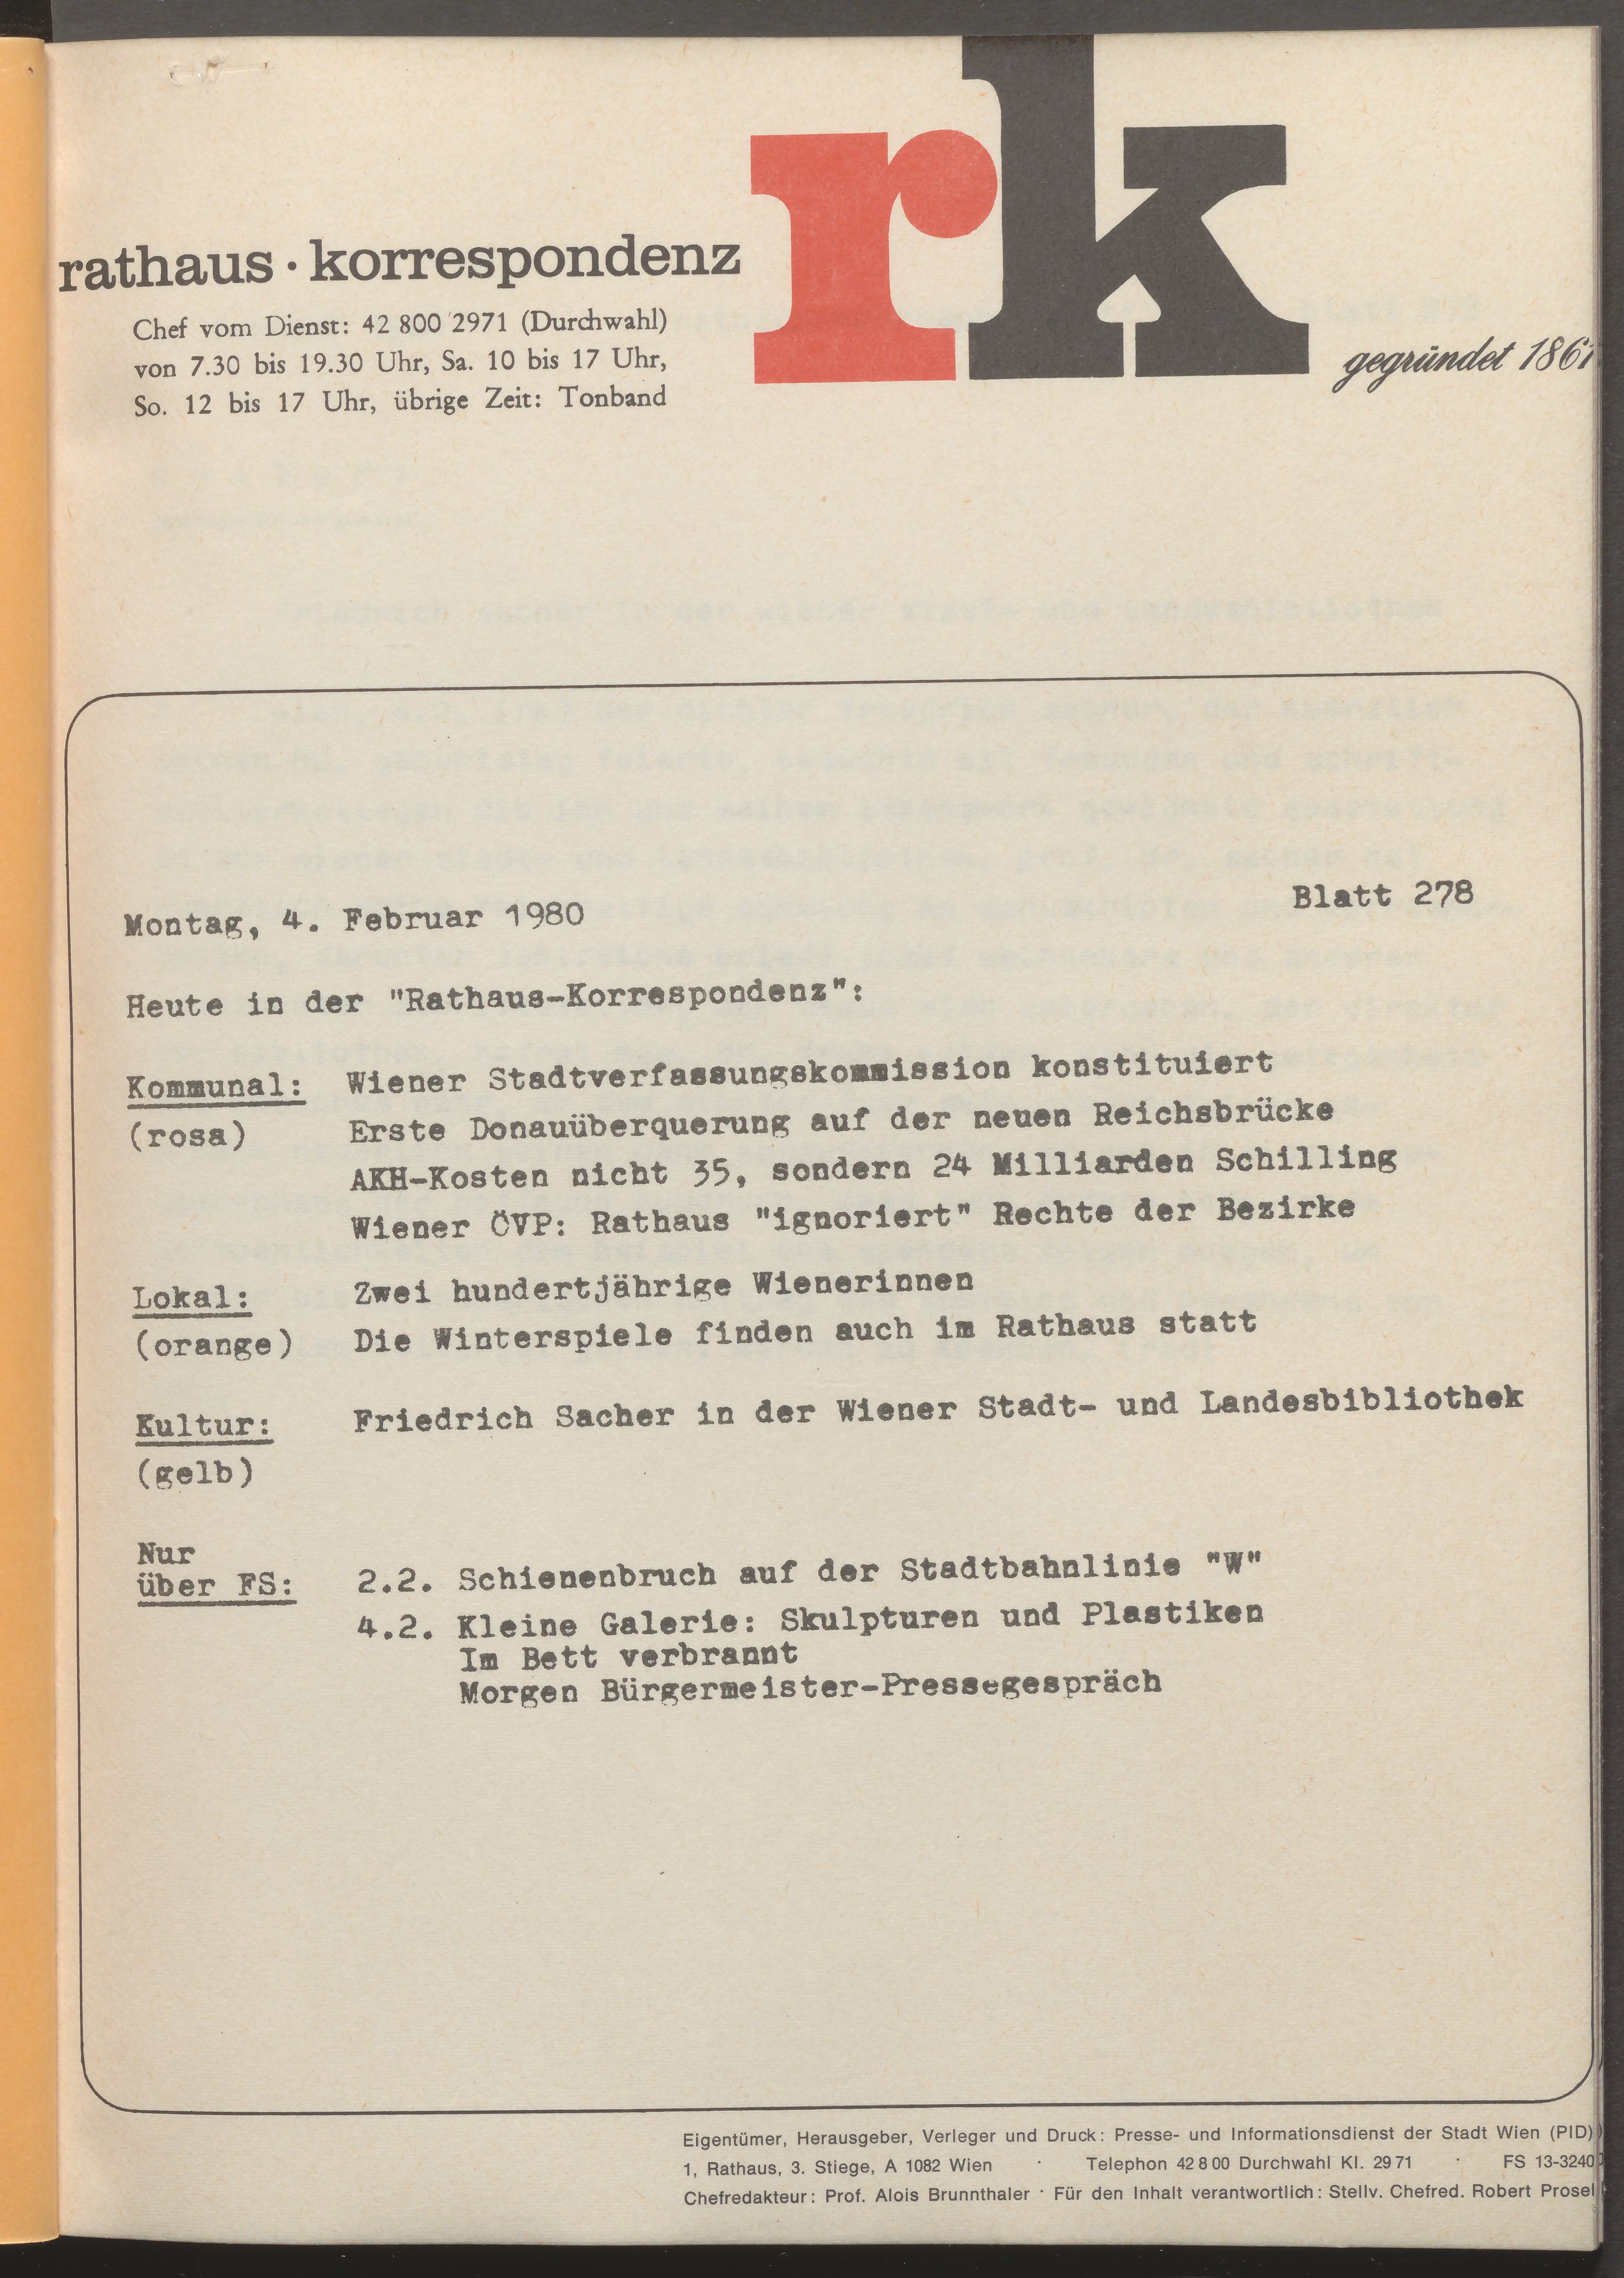 rk
rathaus · korrespondenz
Chef vom Dienst: 42 800 2971 (Durchwahl)
von 7.30 bis 19.30 Uhr, Sa. 10 bis 17 Uhr,
So. 12 bis 17 Uhr, übrige Zeit: Tonband
gegründet 1861
Montag, 4. Februar 1980 Blatt 278
Heute in der "Rathaus-Korrespondenz":
Kommunal: Wiener Stadtverfassungskommission konstituiert
(rosa) Erste Donauüberquerung auf der neuen Reichsbrücke
AKH-Kosten nicht 35, sondern 24 Milliarden Schilling
Wiener ÖVP: Rathaus "ignoriert" Rechte der Bezirke
Lokal: Zwei hundertjährige Wienerinnen
(orange) Die Winterspiele finden auch im Rathaus statt
Kultur: Friedrich Sacher in der Wiener Stadt- und Landesbibliothek
(gelb)
Nur
über FS: 2.2. Schienenbruch auf der Stadtbahnlinie "W"
4.2. Kleine Galerie: Skulpturen und Plastiken
Im Bett verbrannt
Morgen Bürgermeister-Pressegespräch
Eigentümer, Herausgeber, Verleger und Druck: Presse- und Informationsdienst der Stadt Wien (PID)
1, Rathaus, 3. Stiege, A 1082 Wien · Telephon 42 8 00 Durchwahl Kl. 29 71 · FS 13-3240
Chefredakteur: Prof. Alois Brunnthaler · Für den Inhalt verantwortlich: Stellv. Chefred. Robert Prosel